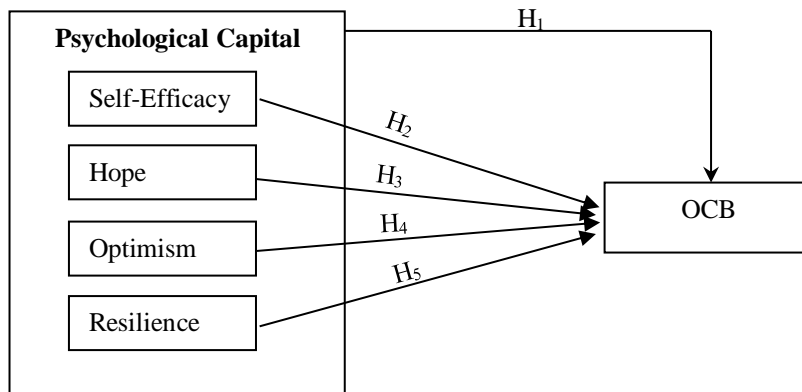 H₁
Psychological Capital
Self-Efficacy
H₂
Hope
H₃
OCB
Optimism
H₄
H₅
Resilience